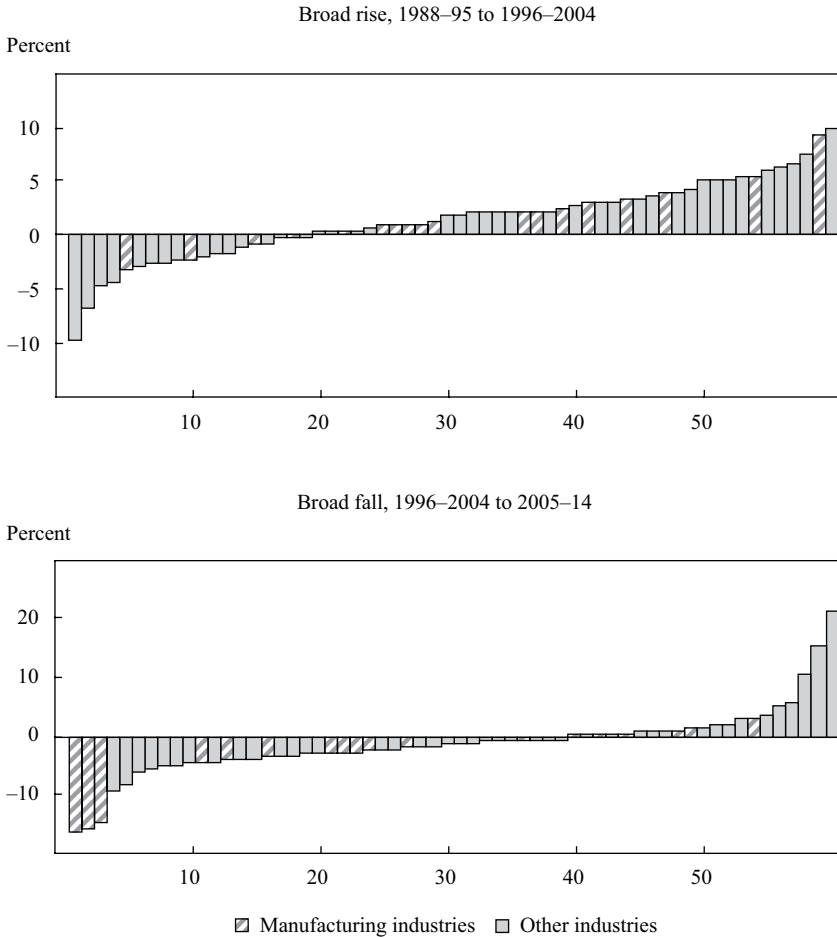 Broad rise, 1988–95 to 1996–2004
Percent
10
5
0
–5
–10
10 20 30 40 50
Broad fall, 1996–2004 to 2005–14
Percent
20
10
0
–10
10 20 30 40 50
Manufacturing industries Other industries